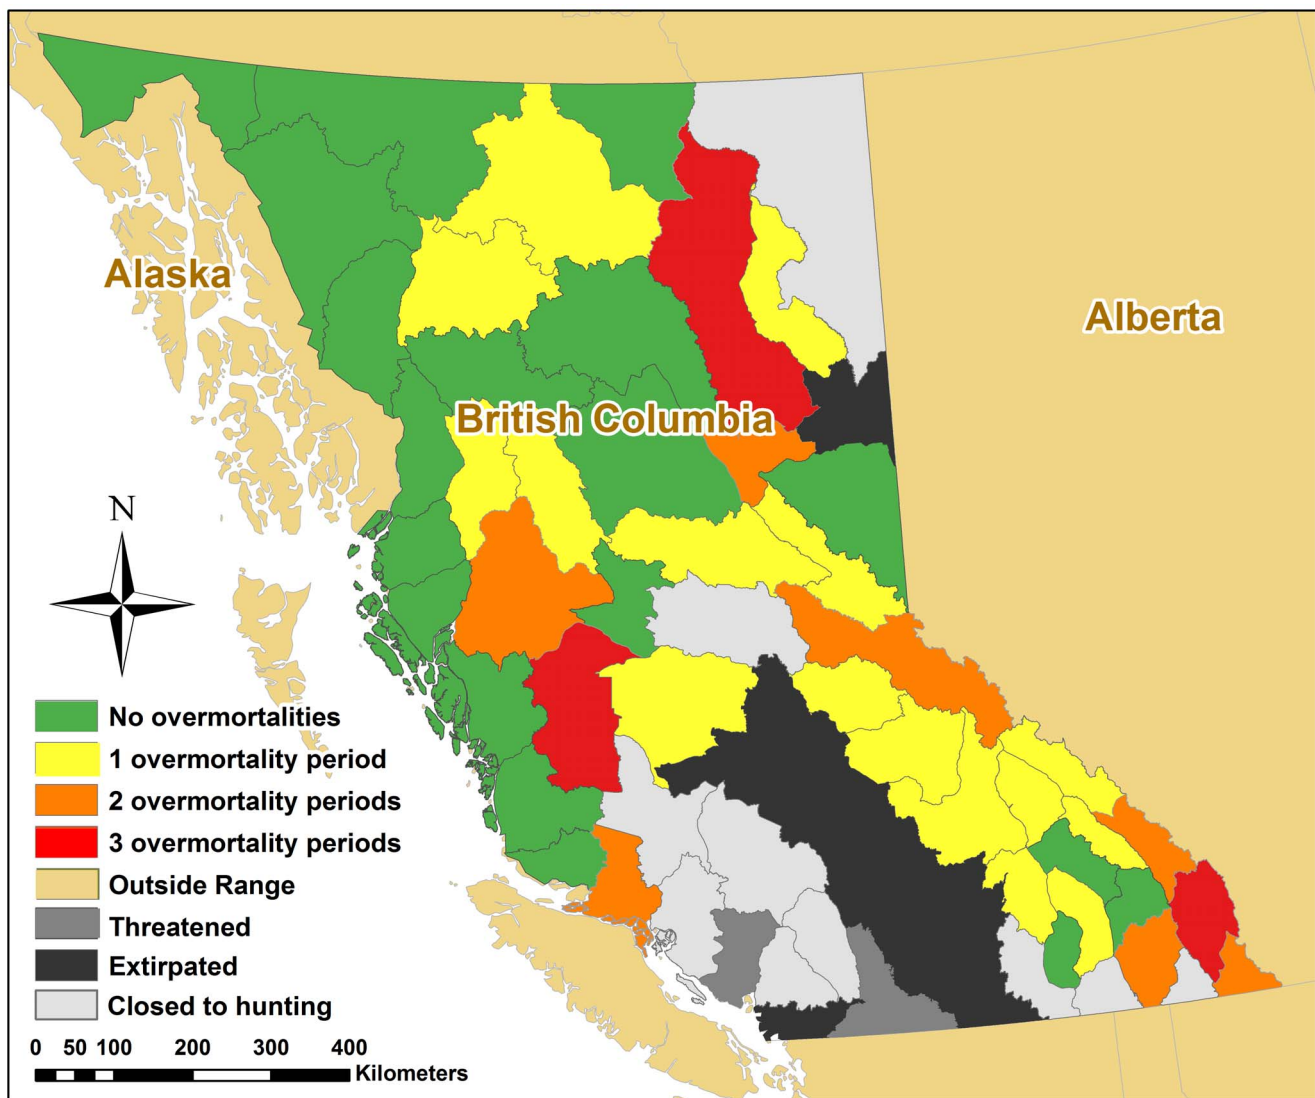 Alaska
Alberta
British Columbia
N
No overmortalities
1 overmortality period
2 overmortality periods
3 overmortality periods
Outside Range
Threatened
Extirpated
Closed to hunting
0 50 100 200 300 400
Kilometers